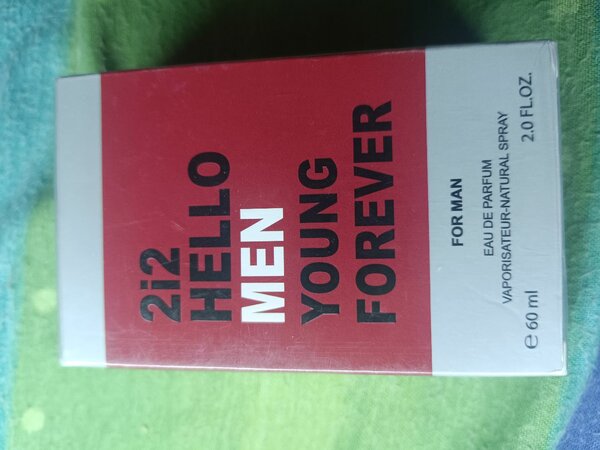 2i2
HELLO
MEN
YOUNG
FOREVER
FOR MAN
EAU DE PARFUM
VAPORISATEUR-NATURAL SPRAY
℮ 60 ml 2.0 FL.OZ.